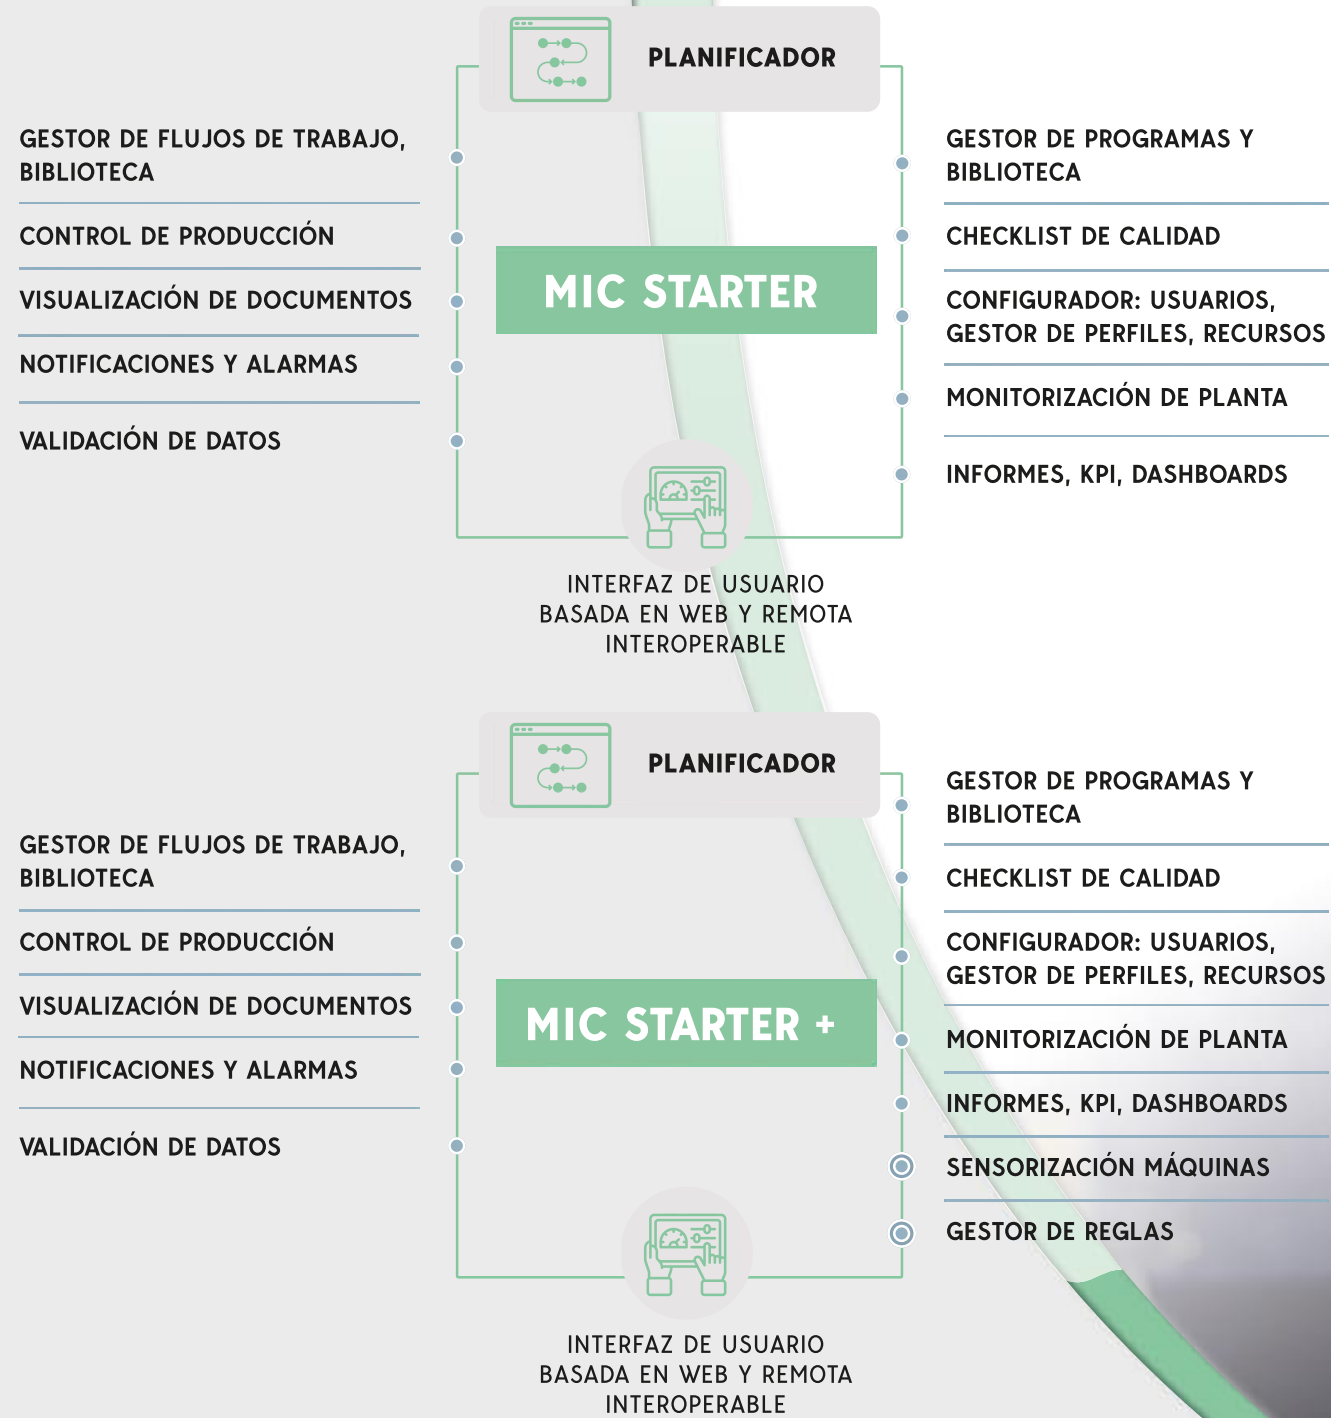 PLANIFICADOR
GESTOR DE FLUJOS DE TRABAJO,
BIBLIOTECA
CONTROL DE PRODUCCIÓN
VISUALIZACIÓN DE DOCUMENTOS
NOTIFICACIONES Y ALARMAS
VALIDACIÓN DE DATOS
MIC STARTER
GESTOR DE PROGRAMAS Y
BIBLIOTECA
CHECKLIST DE CALIDAD
CONFIGURADOR: USUARIOS,
GESTOR DE PERFILES, RECURSOS
MONITORIZACIÓN DE PLANTA
INFORMES, KPI, DASHBOARDS
INTERFAZ DE USUARIO
BASADA EN WEB Y REMOTA
INTEROPERABLE
PLANIFICADOR
GESTOR DE FLUJOS DE TRABAJO,
BIBLIOTECA
CONTROL DE PRODUCCIÓN
VISUALIZACIÓN DE DOCUMENTOS
NOTIFICACIONES Y ALARMAS
VALIDACIÓN DE DATOS
MIC STARTER +
GESTOR DE PROGRAMAS Y
BIBLIOTECA
CHECKLIST DE CALIDAD
CONFIGURADOR: USUARIOS,
GESTOR DE PERFILES, RECURSOS
MONITORIZACIÓN DE PLANTA
INFORMES, KPI, DASHBOARDS
SENSORIZACIÓN MÁQUINAS
GESTOR DE REGLAS
INTERFAZ DE USUARIO
BASADA EN WEB Y REMOTA
INTEROPERABLE